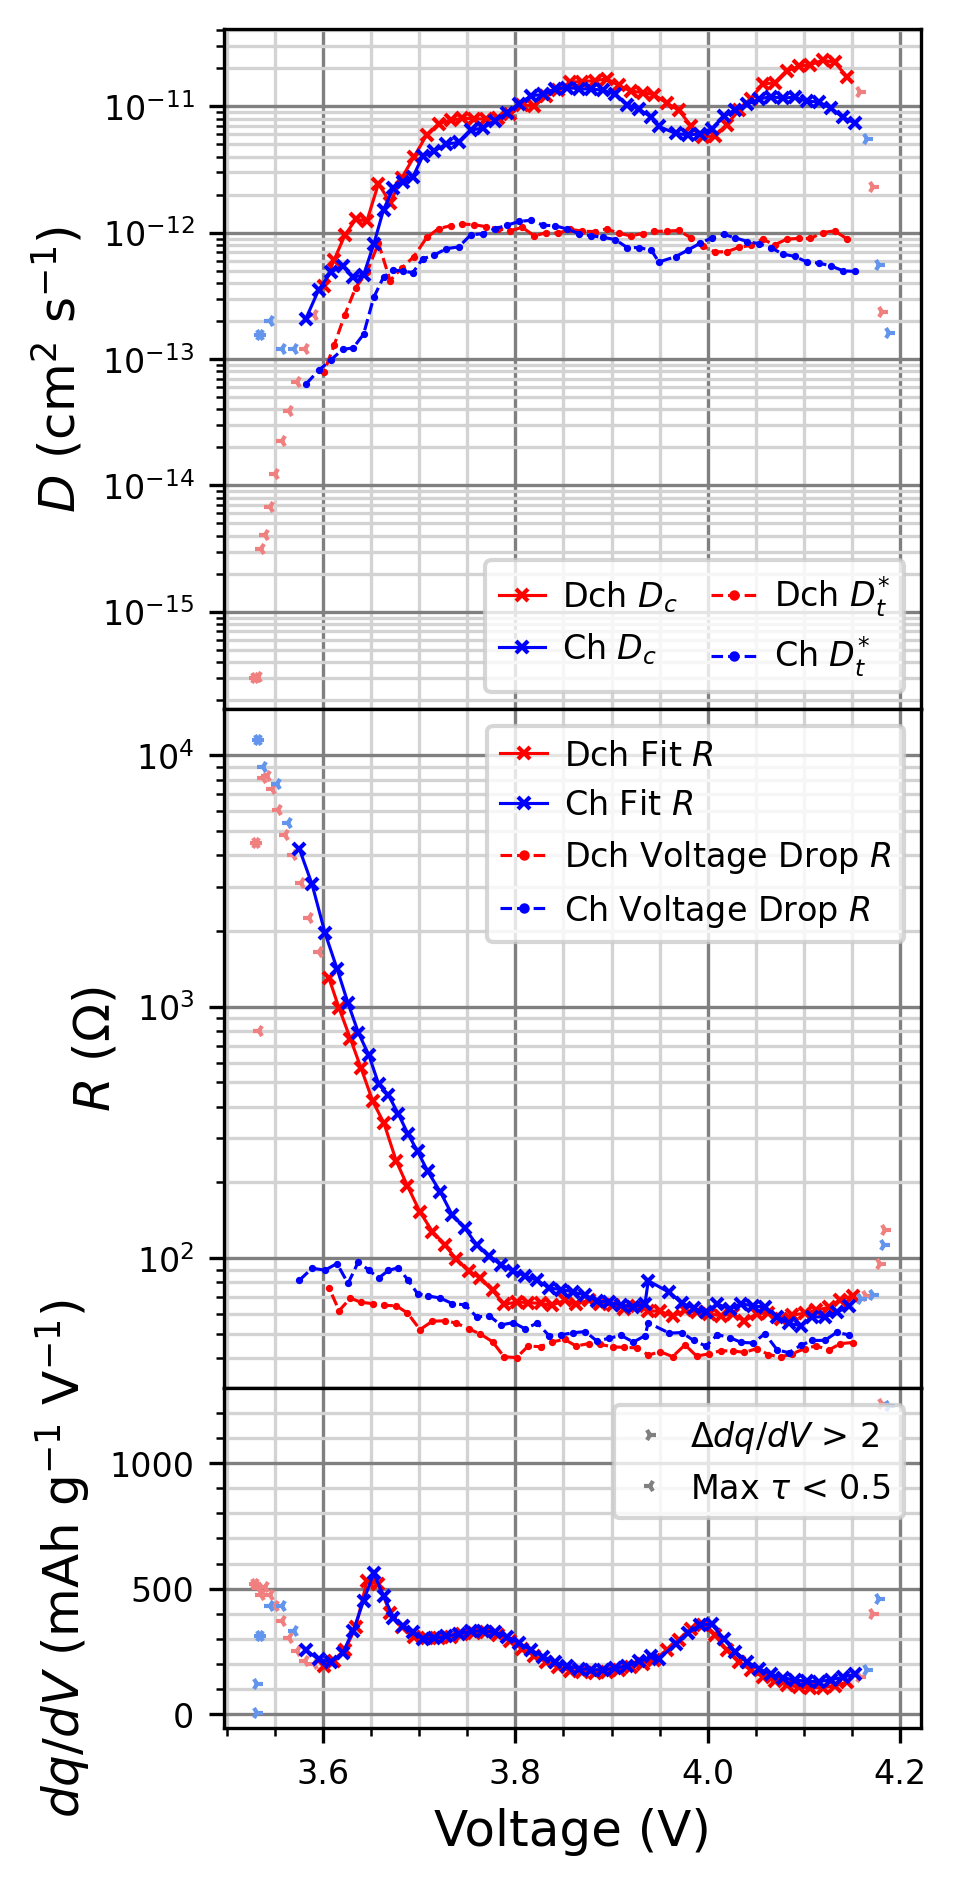 D (cm² s⁻¹)
10⁻¹¹
10⁻¹²
10⁻¹³
10⁻¹⁴
10⁻¹⁵
Dch D_c
Ch D_c
Dch D_t^*
Ch D_t^*
R (Ω)
10⁴
10³
10²
Dch Fit R
Ch Fit R
Dch Voltage Drop R
Ch Voltage Drop R
dq/dV (mAh g⁻¹ V⁻¹)
1000
500
0
Δdq/dV > 2
Max τ < 0.5
3.6 3.8 4.0 4.2
Voltage (V)